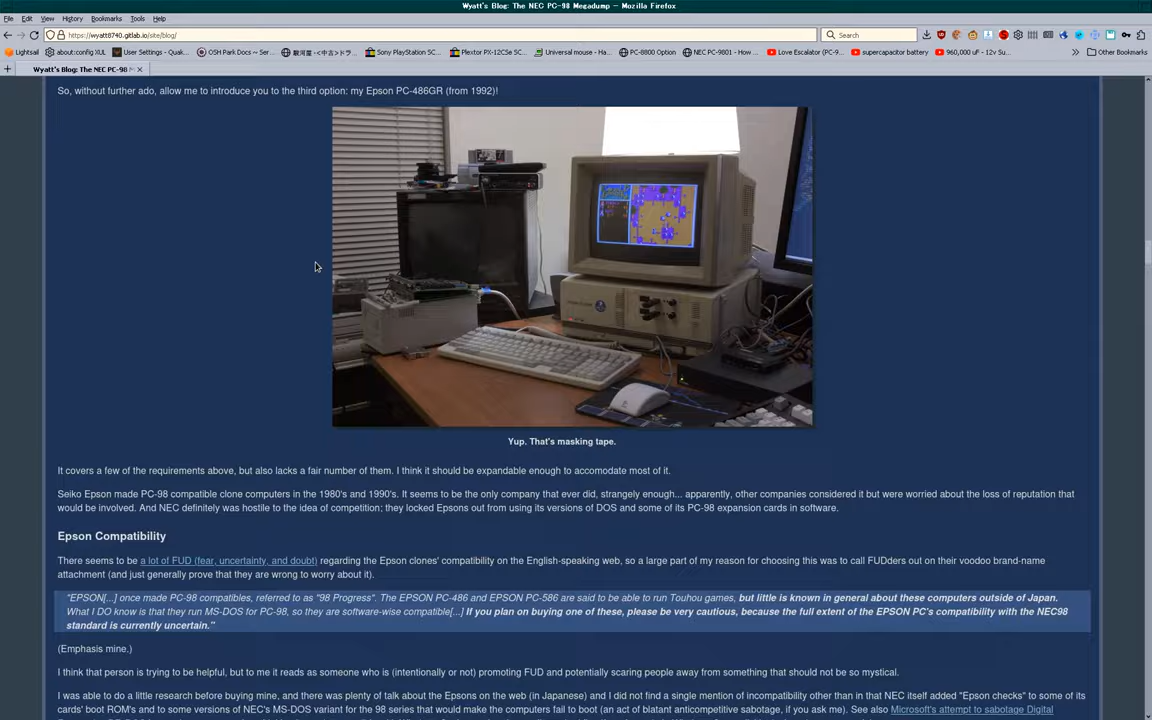 Wyatt's Blog: The NEC PC-98 Megadump — Mozilla Firefox
File Edit View History Bookmarks Tools Help
https://wyatt8740.gitlab.io/site/blog/
Search
Lightsail about:config XUL User Settings - Quak... OSH Park Docs ~ Ser... Sony PlayStation SC... Plextor PX-12CSe SC... Universal mouse - Ha... PC-8800 Option NEC PC-9801 - How ... Love Escalator (PC-9... supercapacitor battery 960,000 uF - 12v Su... Other Bookmarks
Wyatt's Blog: The NEC PC-98
So, without further ado, allow me to introduce you to the third option: my Epson PC-486GR (from 1992)!
Yup. That's masking tape.
It covers a few of the requirements above, but also lacks a fair number of them. I think it should be expandable enough to accomodate most of it.
Seiko Epson made PC-98 compatible clone computers in the 1980's and 1990's. It seems to be the only company that ever did, strangely enough... apparently, other companies considered it but were worried about the loss of reputation that
would be involved. And NEC definitely was hostile to the idea of competition; they locked Epsons out from using its versions of DOS and some of its PC-98 expansion cards in software.
Epson Compatibility
There seems to be a lot of FUD (fear, uncertainty, and doubt) regarding the Epson clones' compatibility on the English-speaking web, so a large part of my reason for choosing this was to call FUDders out on their voodoo brand-name
attachment (and just generally prove that they are wrong to worry about it).
"EPSON[...] once made PC-98 compatibles, referred to as "98 Progress". The EPSON PC-486 and EPSON PC-586 are said to be able to run Touhou games, but little is known in general about these computers outside of Japan.
What I DO know is that they run MS-DOS for PC-98, so they are software-wise compatible[...] If you plan on buying one of these, please be very cautious, because the full extent of the EPSON PC's compatibility with the NEC98
standard is currently uncertain."
(Emphasis mine.)
I think that person is trying to be helpful, but to me it reads as someone who is (intentionally or not) promoting FUD and potentially scaring people away from something that should not be so mystical.
I was able to do a little research before buying mine, and there was plenty of talk about the Epsons on the web (in Japanese) and I did not find a single mention of incompatibility other than in that NEC itself added "Epson checks" to some of its
cards' boot ROM's and to some versions of NEC's MS-DOS variant for the 98 series that would make the computers fail to boot (an act of blatant anticompetitive sabotage, if you ask me). See also Microsoft's attempt to sabotage Digital